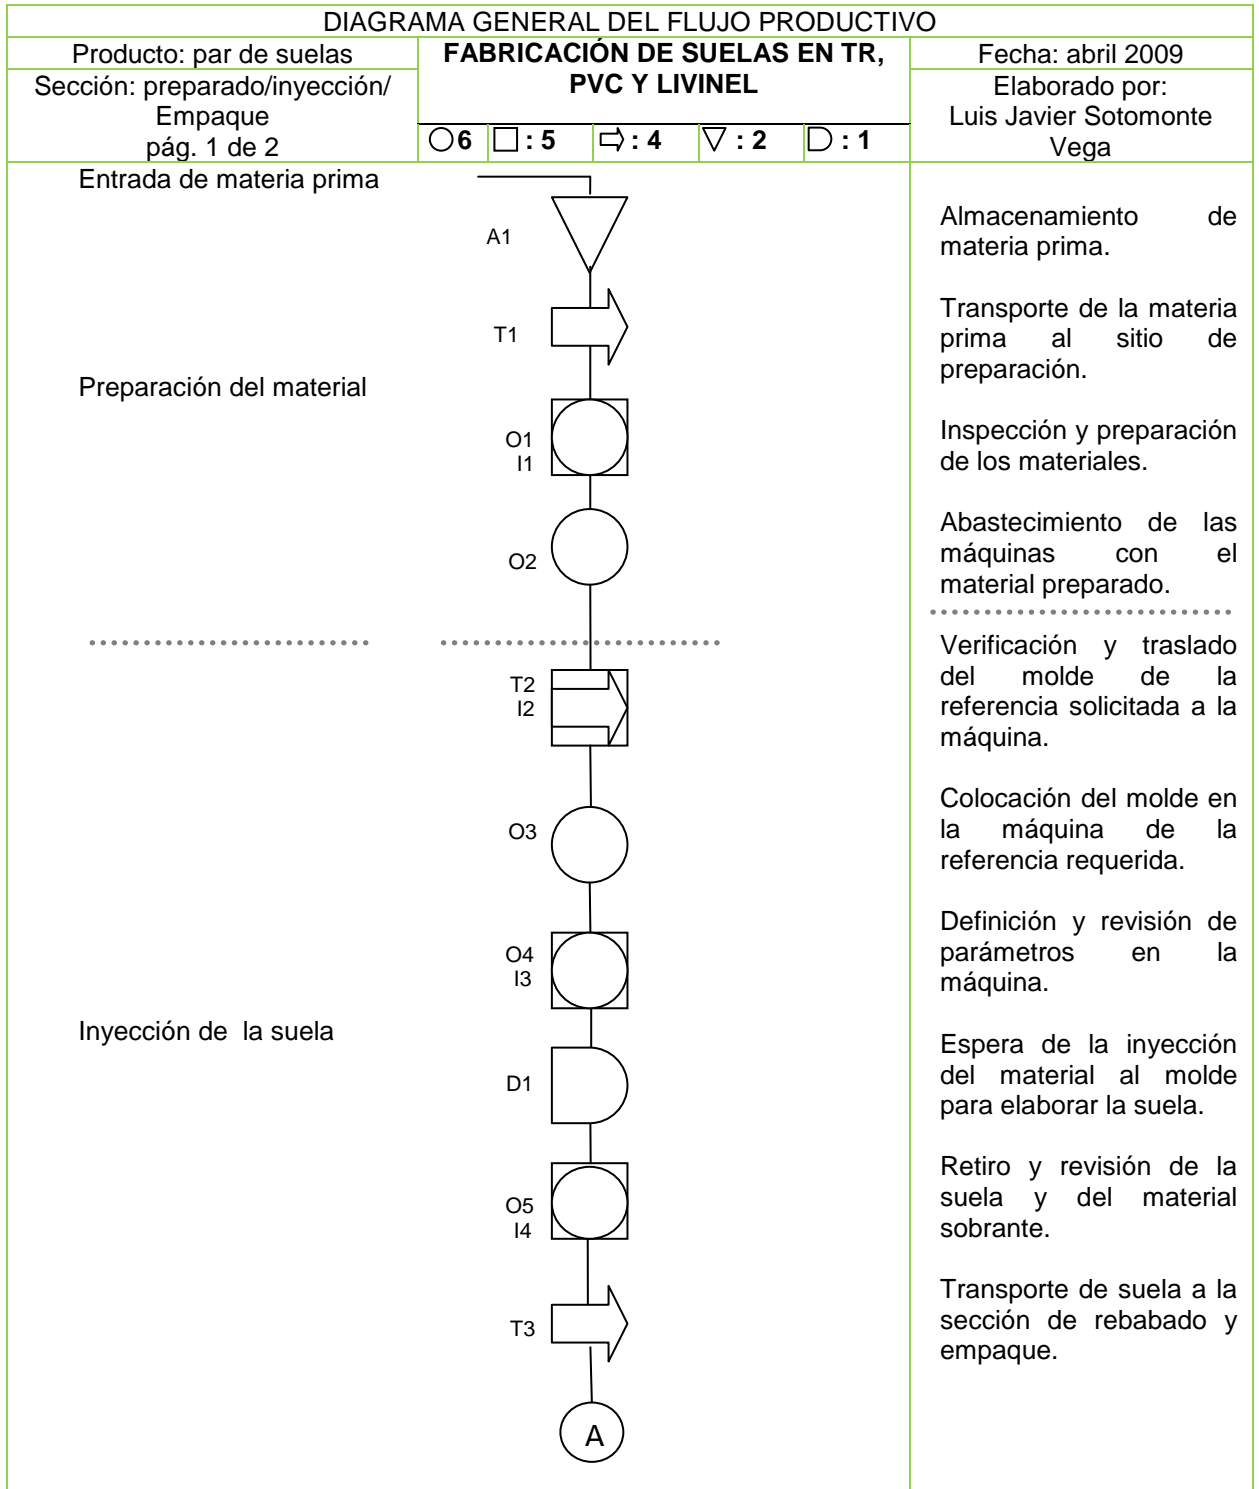 DIAGRAMA GENERAL DEL FLUJO PRODUCTIVO
Producto: par de suelas
Sección: preparado/inyección/
Empaque
pág. 1 de 2
FABRICACIÓN DE SUELAS EN TR,
PVC Y LIVINEL
6 : 5 : 4 : 2 : 1
Fecha: abril 2009
Elaborado por:
Luis Javier Sotomonte
Vega
Entrada de materia prima
A1
Almacenamiento de
materia prima.
T1
Transporte de la materia
prima al sitio de
preparación.
Preparación del material
O1
I1
Inspección y preparación
de los materiales.
O2
Abastecimiento de las
máquinas con el
material preparado.
T2
I2
Verificación y traslado
del molde de la
referencia solicitada a la
máquina.
O3
Colocación del molde en
la máquina de la
referencia requerida.
O4
I3
Definición y revisión de
parámetros en la
máquina.
Inyección de  la suela
D1
Espera de la inyección
del material al molde
para elaborar la suela.
O5
I4
Retiro y revisión de la
suela y del material
sobrante.
T3
Transporte de suela a la
sección de rebabado y
empaque.
A